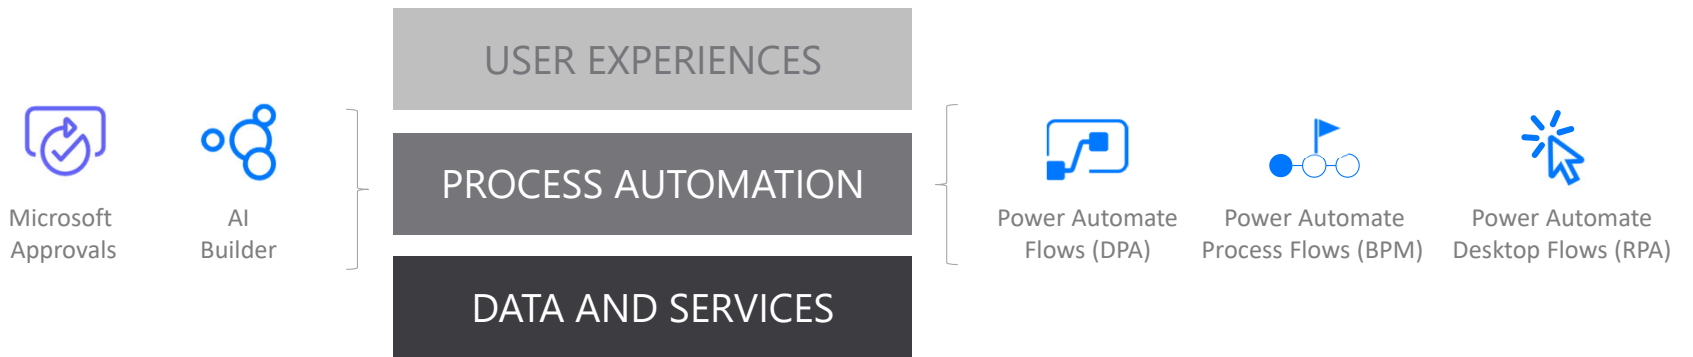 USER EXPERIENCES
PROCESS AUTOMATION
DATA AND SERVICES
Microsoft
Approvals
AI
Builder
Power Automate
Flows (DPA)
Power Automate
Process Flows (BPM)
Power Automate
Desktop Flows (RPA)